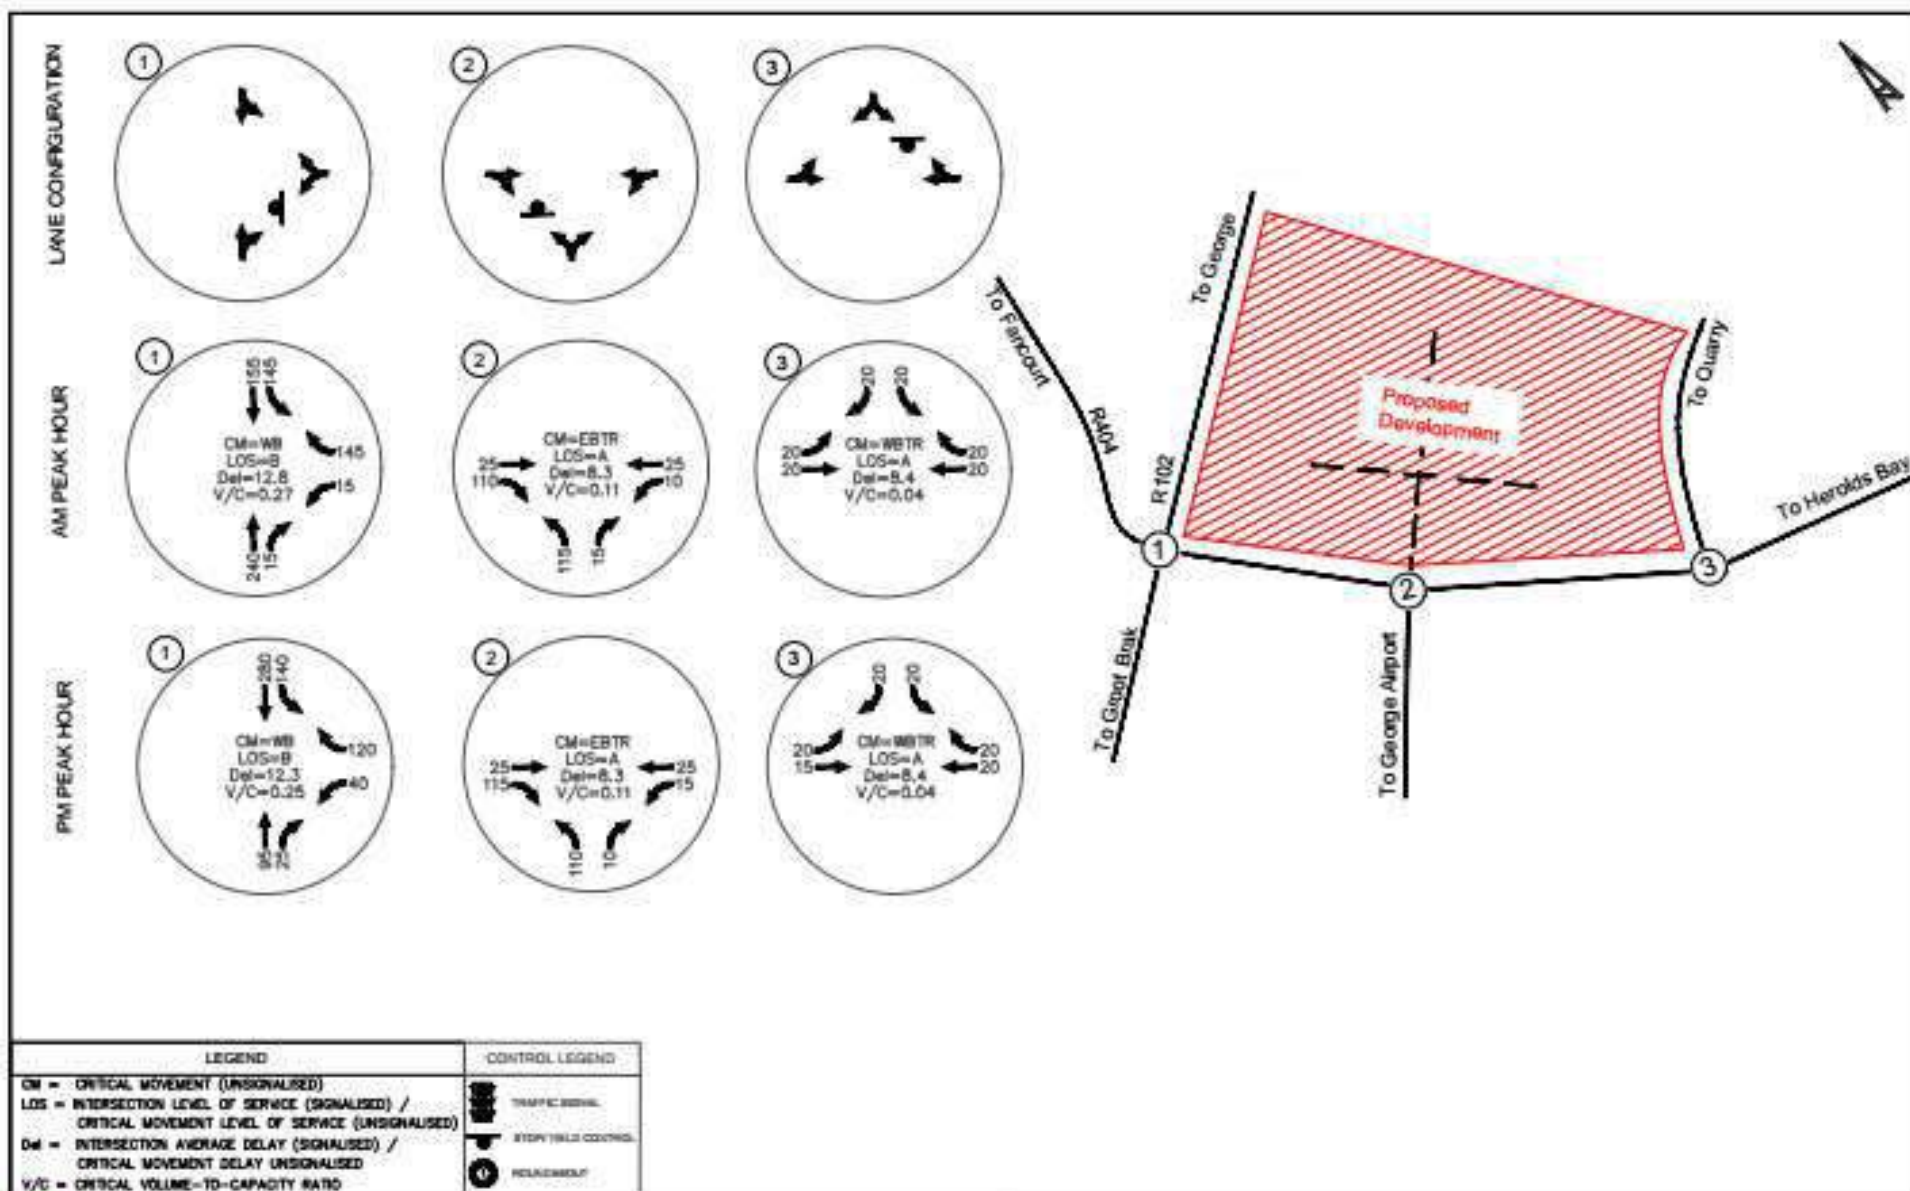 LANE CONFIGURATION
1
2
3
AM PEAK HOUR
1
155
145
CM=WB
LOS=B
Del=12.8
V/C=0.27
145
15
240
15
2
CM=EBTR
LOS=A
Del=8.3
V/C=0.11
25
110
25
10
115
15
3
20
20
CM=WBTR
LOS=A
V/C=0.04
20
20
20
20
PM PEAK HOUR
1
280
140
CM=WB
LOS=B
Del=12.3
V/C=0.25
120
40
95
25
2
CM=EBTR
LOS=A
Del=8.3
V/C=0.11
25
115
25
15
110
10
3
20
20
CM=WBTR
LOS=A
Del=8.4
V/C=0.04
20
15
20
20
N
To George
To Fancourt
R404
R102
Proposed
Development
To Quarry
To Herolds Bay
1
2
3
To Groot Brak
To George Airport
LEGEND
CM = CRITICAL MOVEMENT (UNSIGNALISED)
LOS = INTERSECTION LEVEL OF SERVICE (SIGNALISED) /
CRITICAL MOVEMENT LEVEL OF SERVICE (UNSIGNALISED)
Del = INTERSECTION AVERAGE DELAY (SIGNALISED) /
CRITICAL MOVEMENT DELAY UNSIGNALISED
V/C = CRITICAL VOLUME-TO-CAPACITY RATIO
CONTROL LEGEND
TRAFFIC SIGNAL
STOP/YIELD CONTROL
ROUNDABOUT